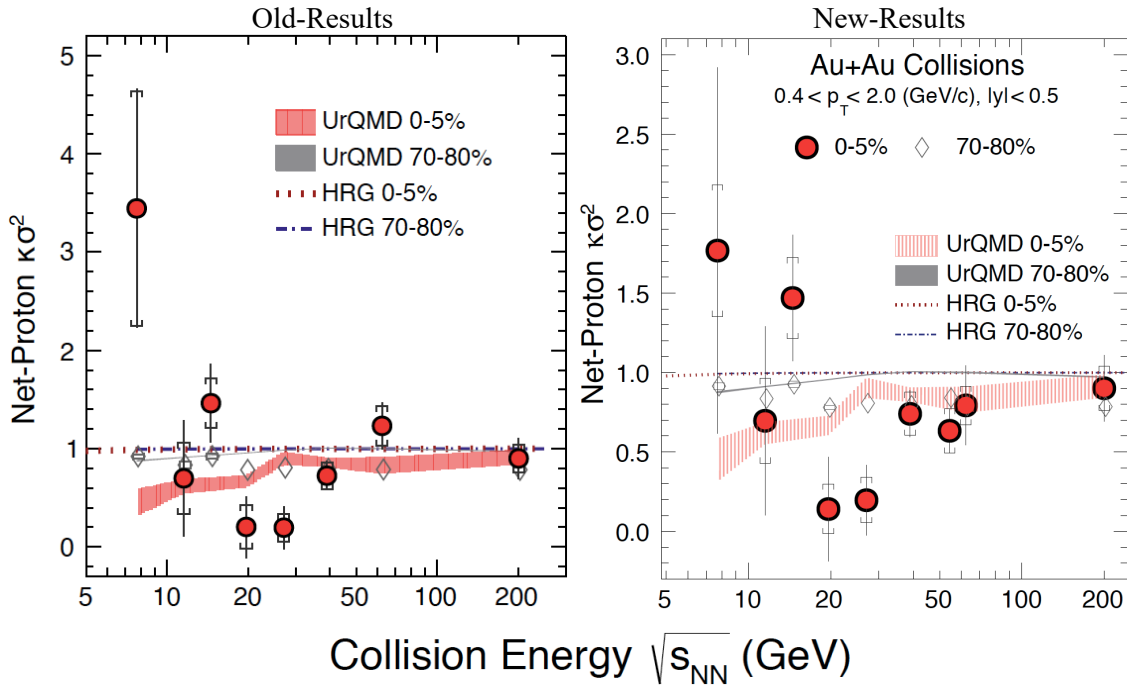 Old-Results
New-Results
5
4
3
2
1
0
Net-Proton κσ²
UrQMD 0-5%
UrQMD 70-80%
HRG 0-5%
HRG 70-80%
5 10 20 50 100 200
3.0
2.5
2.0
1.5
1.0
0.5
0.0
Net-Proton κσ²
Au+Au Collisions
0.4 < p_T < 2.0 (GeV/c), |y| < 0.5
0-5% 70-80%
UrQMD 0-5%
UrQMD 70-80%
HRG 0-5%
HRG 70-80%
5 10 20 50 100 200
Collision Energy √s_NN (GeV)